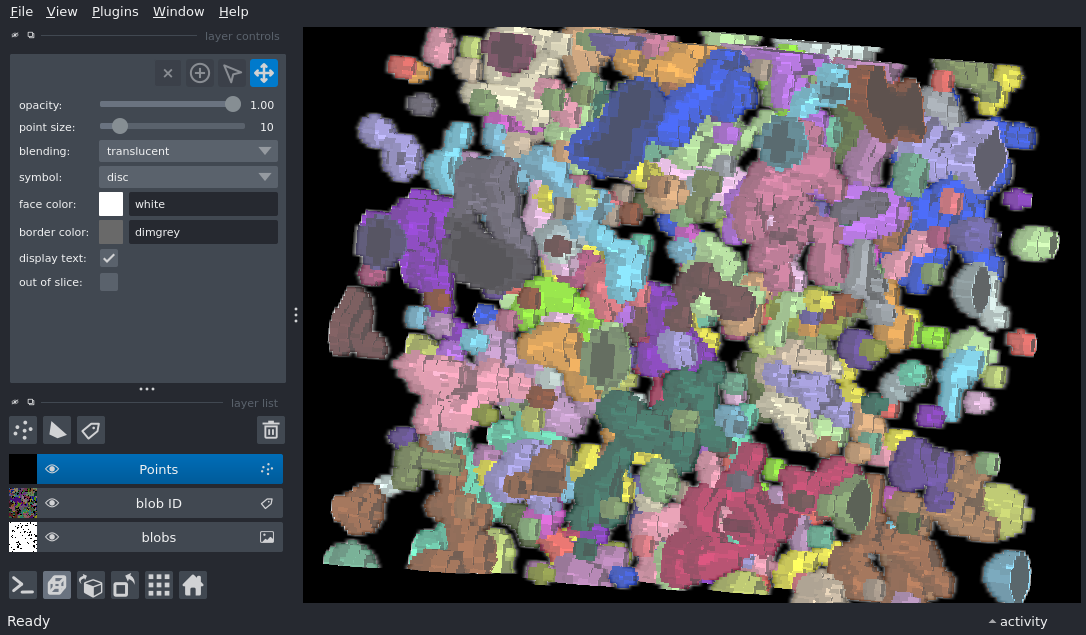 File View Plugins Window Help
layer controls
opacity: 1.00
point size: 10
blending: translucent
symbol: disc
face color: white
border color: dimgrey
display text:
out of slice:
layer list
Points
blob ID
blobs
Ready activity